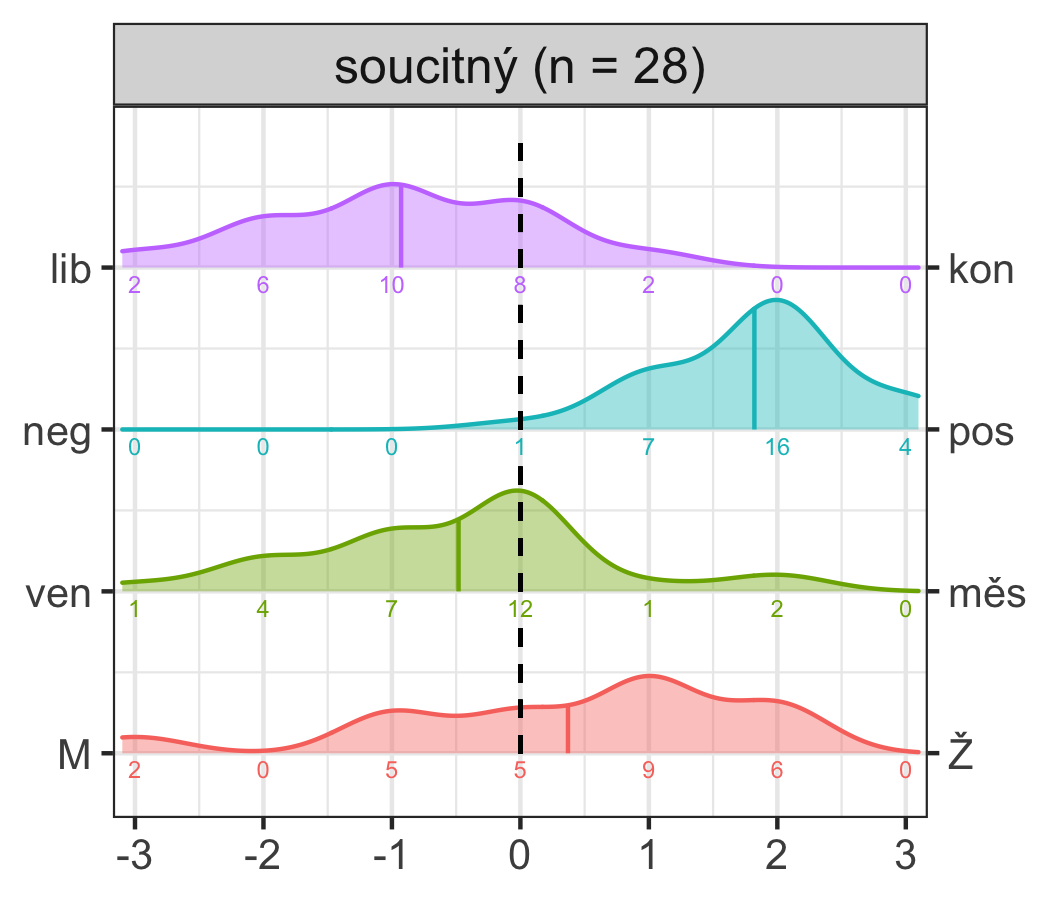 soucitný (n = 28)
lib kon
2 6 10 8 2 0 0
neg pos
0 0 0 1 7 16 4
ven měs
1 4 7 12 1 2 0
M Ž
2 0 5 5 9 6 0
-3 -2 -1 0 1 2 3